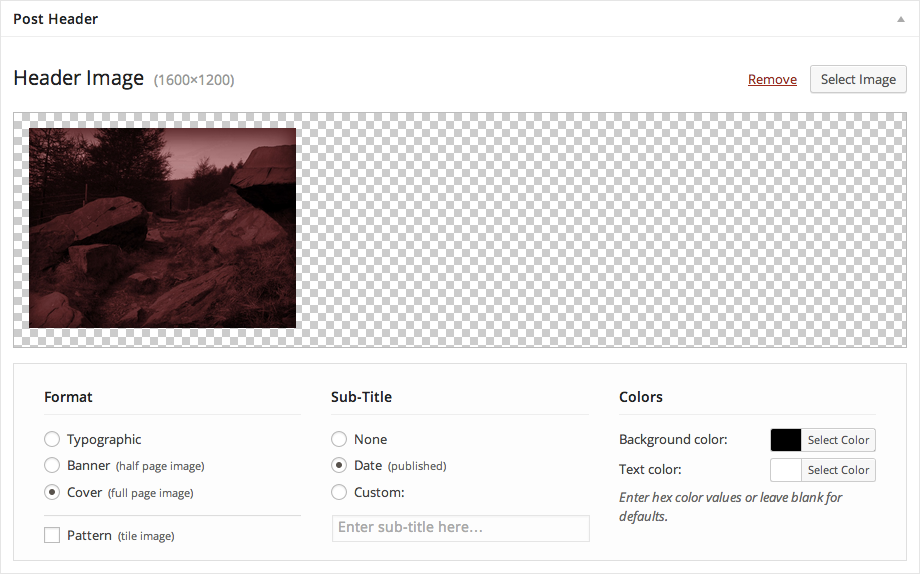 Post Header
Header Image (1600×1200)
Remove
Select Image
Format
Typographic
Banner (half page image)
Cover (full page image)
Pattern (tile image)
Sub-Title
None
Date (published)
Custom:
Enter sub-title here...
Colors
Background color: Select Color
Text color: Select Color
Enter hex color values or leave blank for
defaults.